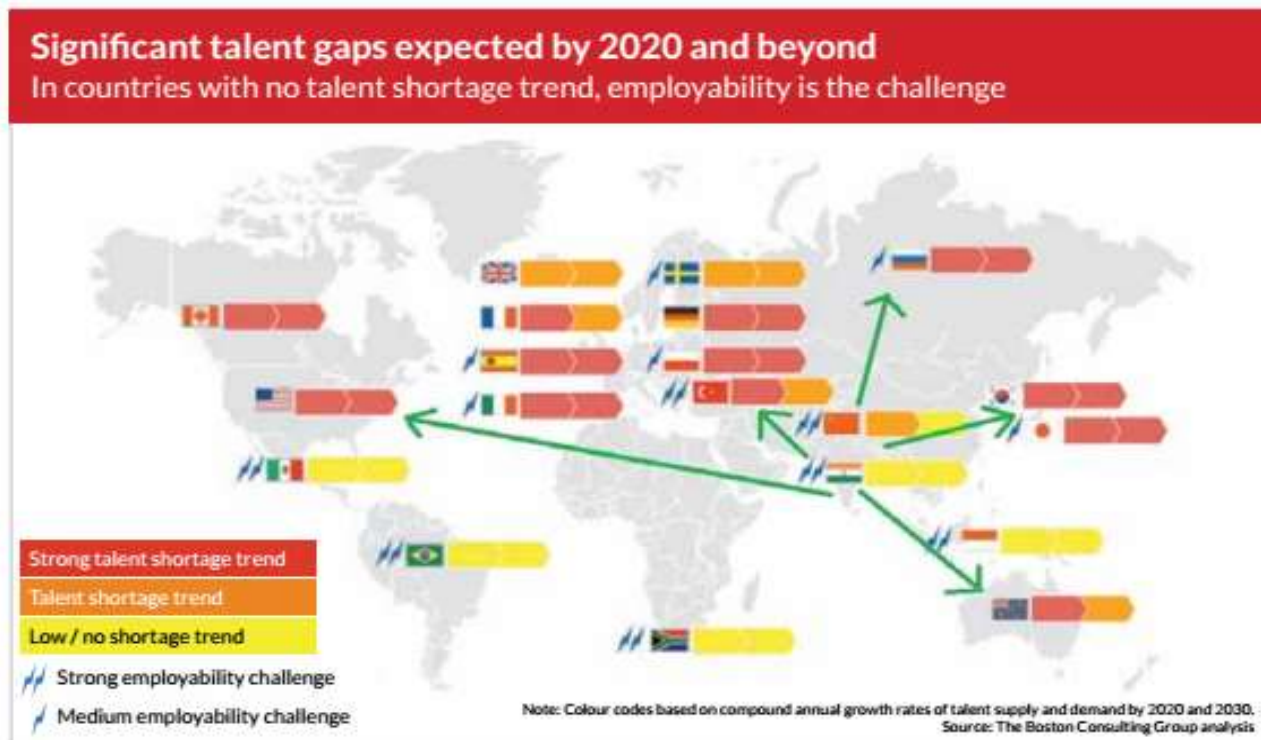 Significant talent gaps expected by 2020 and beyond
In countries with no talent shortage trend, employability is the challenge
Strong talent shortage trend
Talent shortage trend
Low / no shortage trend
Strong employability challenge
Medium employability challenge
Note: Colour codes based on compound annual growth rates of talent supply and demand by 2020 and 2030.
Source: The Boston Consulting Group analysis